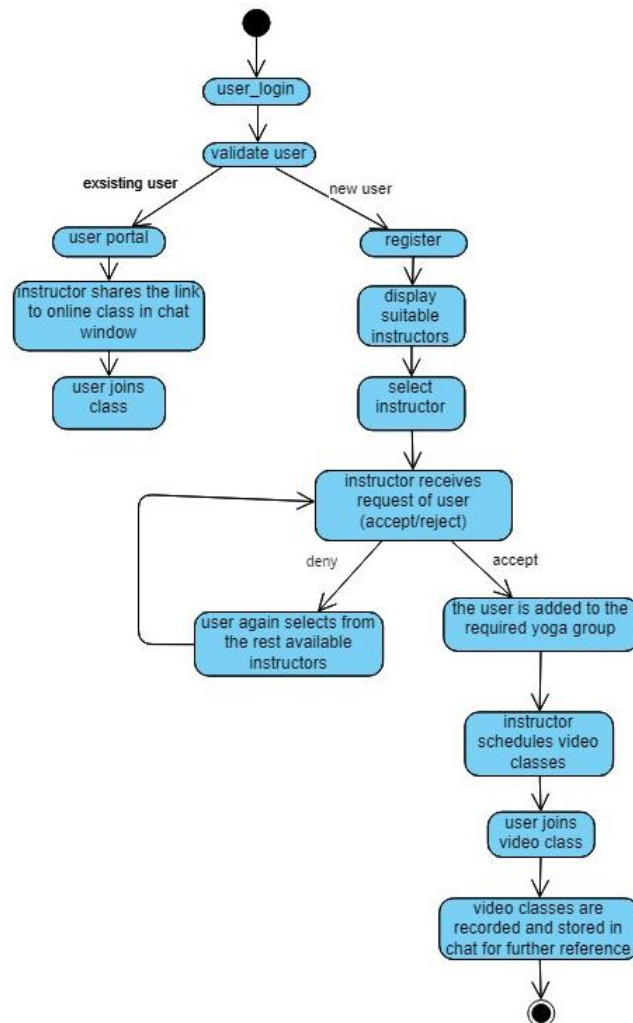 user_login
validate user
exsisting user
new user
user portal
register
instructor shares the link
to online class in chat
window
display
suitable
instructors
user joins
class
select
instructor
instructor receives
request of user
(accept/reject)
deny
accept
user again selects from
the rest available
instructors
the user is added to the
required yoga group
instructor
schedules video
classes
user joins
video class
video classes are
recorded and stored in
chat for further reference